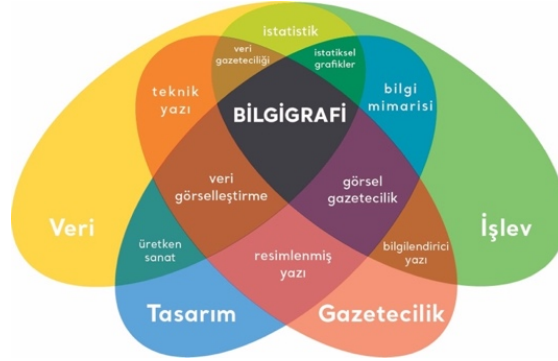 istatistik
veri
gazeteciliği
istatiksel
grafikler
teknik
yazı
bilgi
mimarisi
BİLGİGRAFİ
veri
görselleştirme
görsel
gazetecilik
Veri
İşlev
üretken
sanat
resimlenmiş
yazı
bilgilendirici
yazı
Tasarım
Gazetecilik